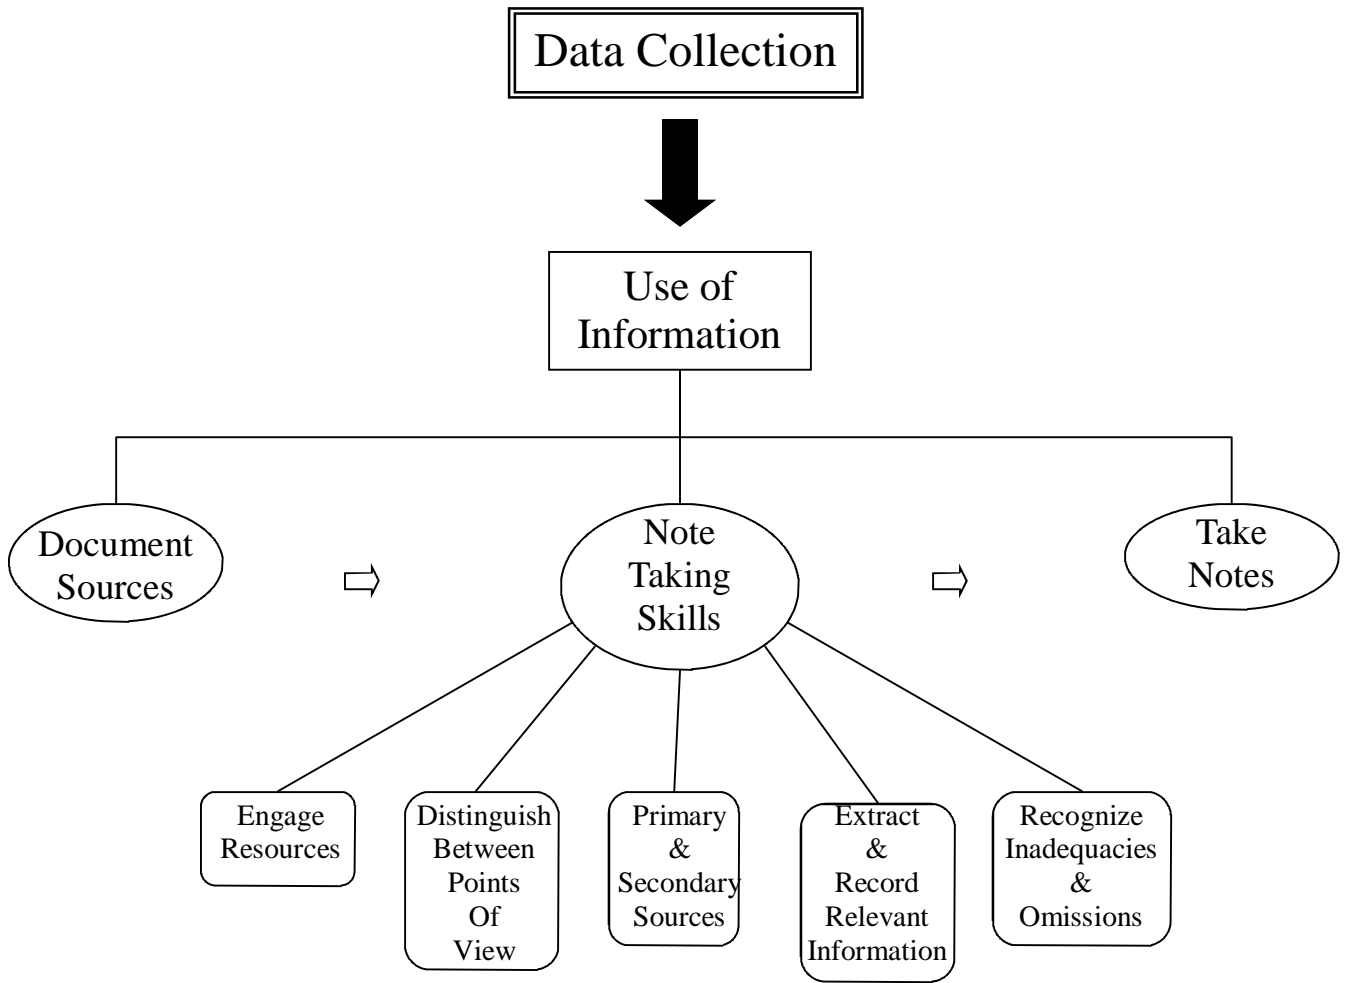 Data Collection
Use of
Information
Document
Sources
Note
Taking
Skills
Take
Notes
Engage
Resources
Distinguish
Between
Points
Of
View
Primary
&
Secondary
Sources
Extract
&
Record
Relevant
Information
Recognize
Inadequacies
&
Omissions